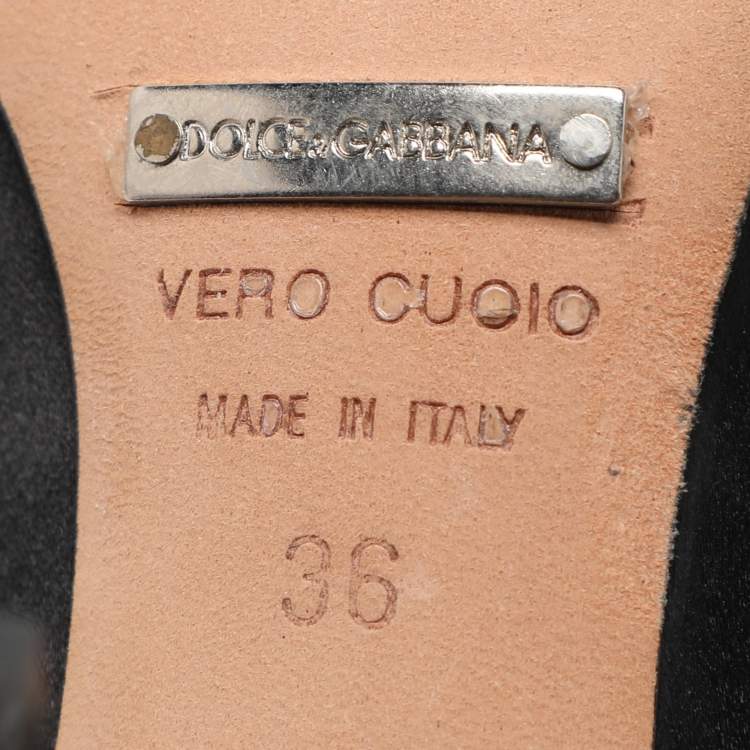 DOLCE&GABBANA
VERO CUOIO
MADE IN ITALY
36